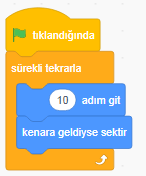 tıklandığında
sürekli tekrarla
10 adım git
kenara geldiyse sektir